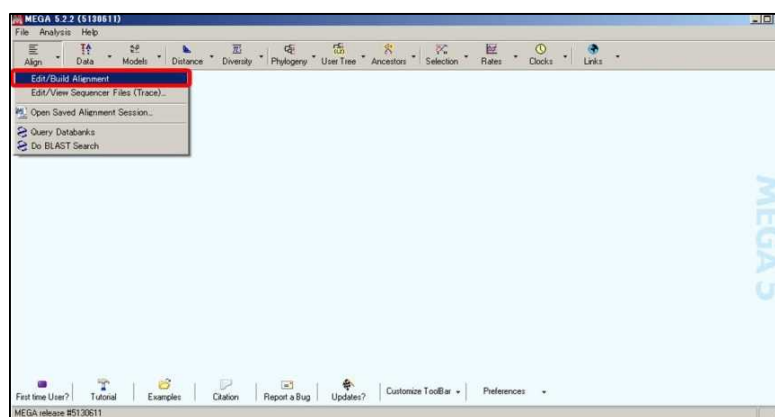 MEGA 5.2.2 (5130611)
File Analysis Help
Align Data Models Distance Diversity Phylogeny User Tree Ancestors Selection Rates Clocks Links
Edit/Build Alignment
Edit/View Sequencer Files (Trace)...
Open Saved Alignment Session...
Query Databanks
Do BLAST Search
MEGA 5
First time User? Tutorial Examples Citation Report a Bug Updates? Customize ToolBar Preferences
MEGA release #5130611